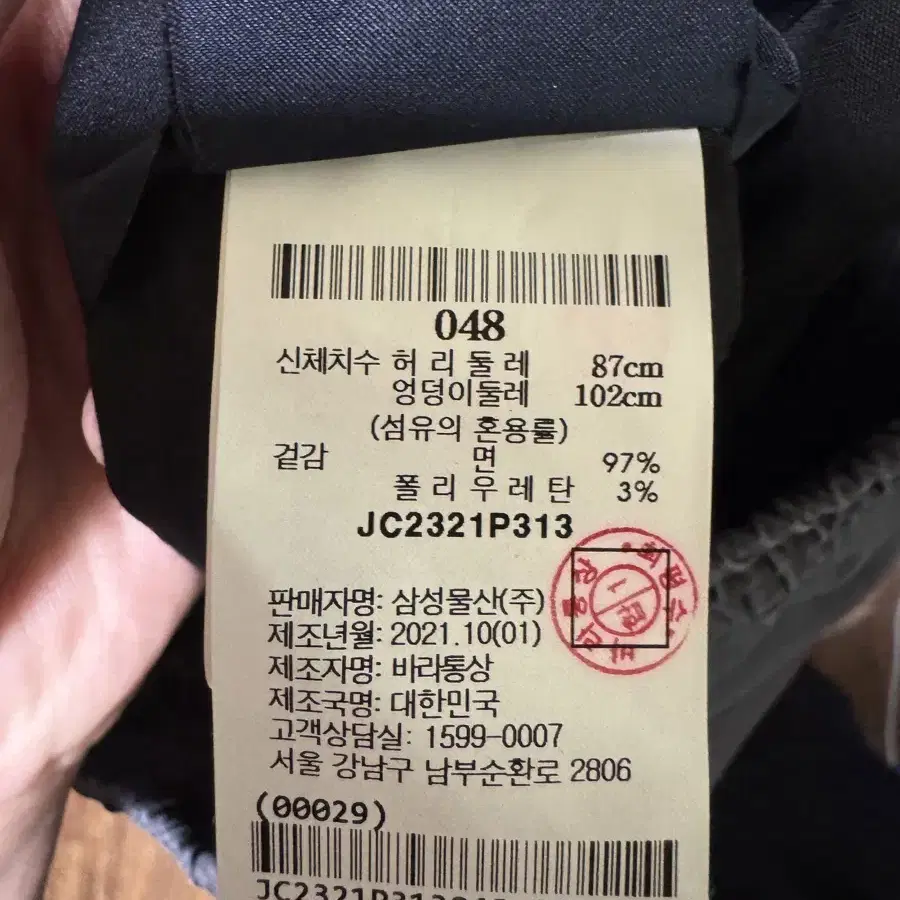 048
신체치수 허 리 둘 레 87cm
엉덩이둘레 102cm
(섬유의 혼용률)
겉감 면 97%
폴 리 우 레 탄 3%
JC2321P313
판매자명: 삼성물산(주)
제조년월: 2021.10(01)
제조자명: 바라통상
제조국명: 대한민국
고객상담실: 1599-0007
서울 강남구 남부순환로 2806
(00029)